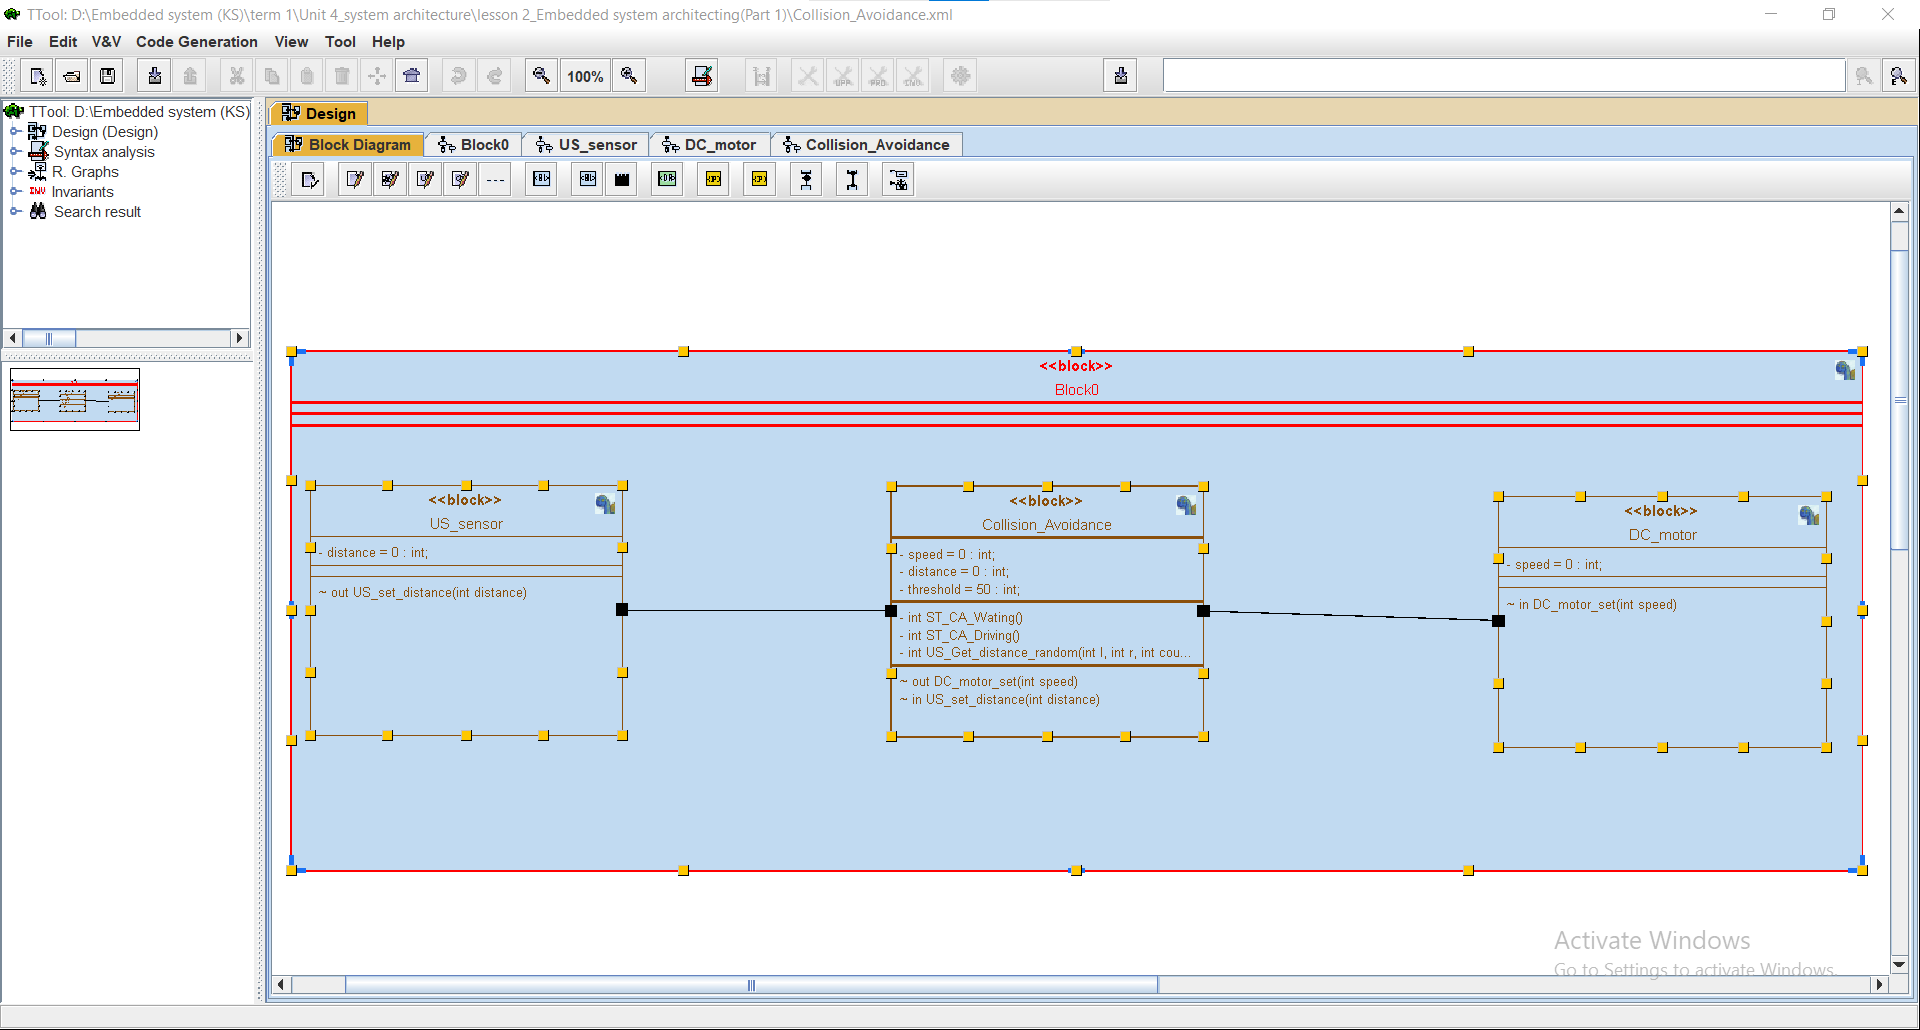 TTool: D:\Embedded system (KS)\term 1\Unit 4_system architecture\lesson 2_Embedded system architecting(Part 1)\Collision_Avoidance.xml
File Edit V&V Code Generation View Tool Help
100%
TTool: D:\Embedded system (KS)
Design (Design)
Syntax analysis
R. Graphs
INV Invariants
Search result
Design
Block Diagram Block0 US_sensor DC_motor Collision_Avoidance
<<block>>
Block0
<<block>>
US_sensor
- distance = 0 : int;
~ out US_set_distance(int distance)
<<block>>
Collision_Avoidance
- speed = 0 : int;
- distance = 0 : int;
- threshold = 50 : int;
- int ST_CA_Wating()
- int ST_CA_Driving()
- int US_Get_distance_random(int l, int r, int cou...
~ out DC_motor_set(int speed)
~ in US_set_distance(int distance)
<<block>>
DC_motor
- speed = 0 : int;
~ in DC_motor_set(int speed)
Activate Windows
Go to Settings to activate Windows.